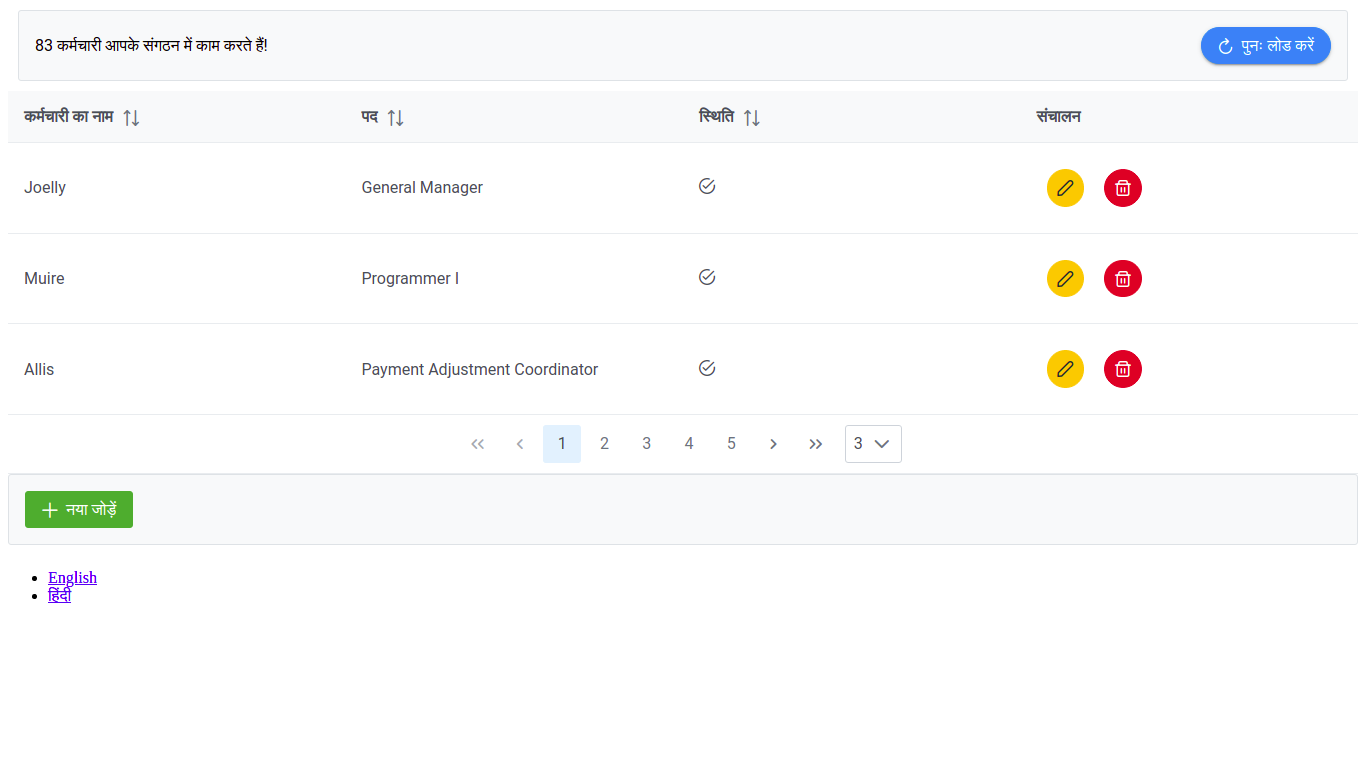 83 कर्मचारी आपके संगठन में काम करते हैं!
पुनः लोड करें
कर्मचारी का नाम पद स्थिति संचालन
Joelly General Manager
Muire Programmer I
Allis Payment Adjustment Coordinator
1 2 3 4 5 3
नया जोड़ें
English
हिंदी